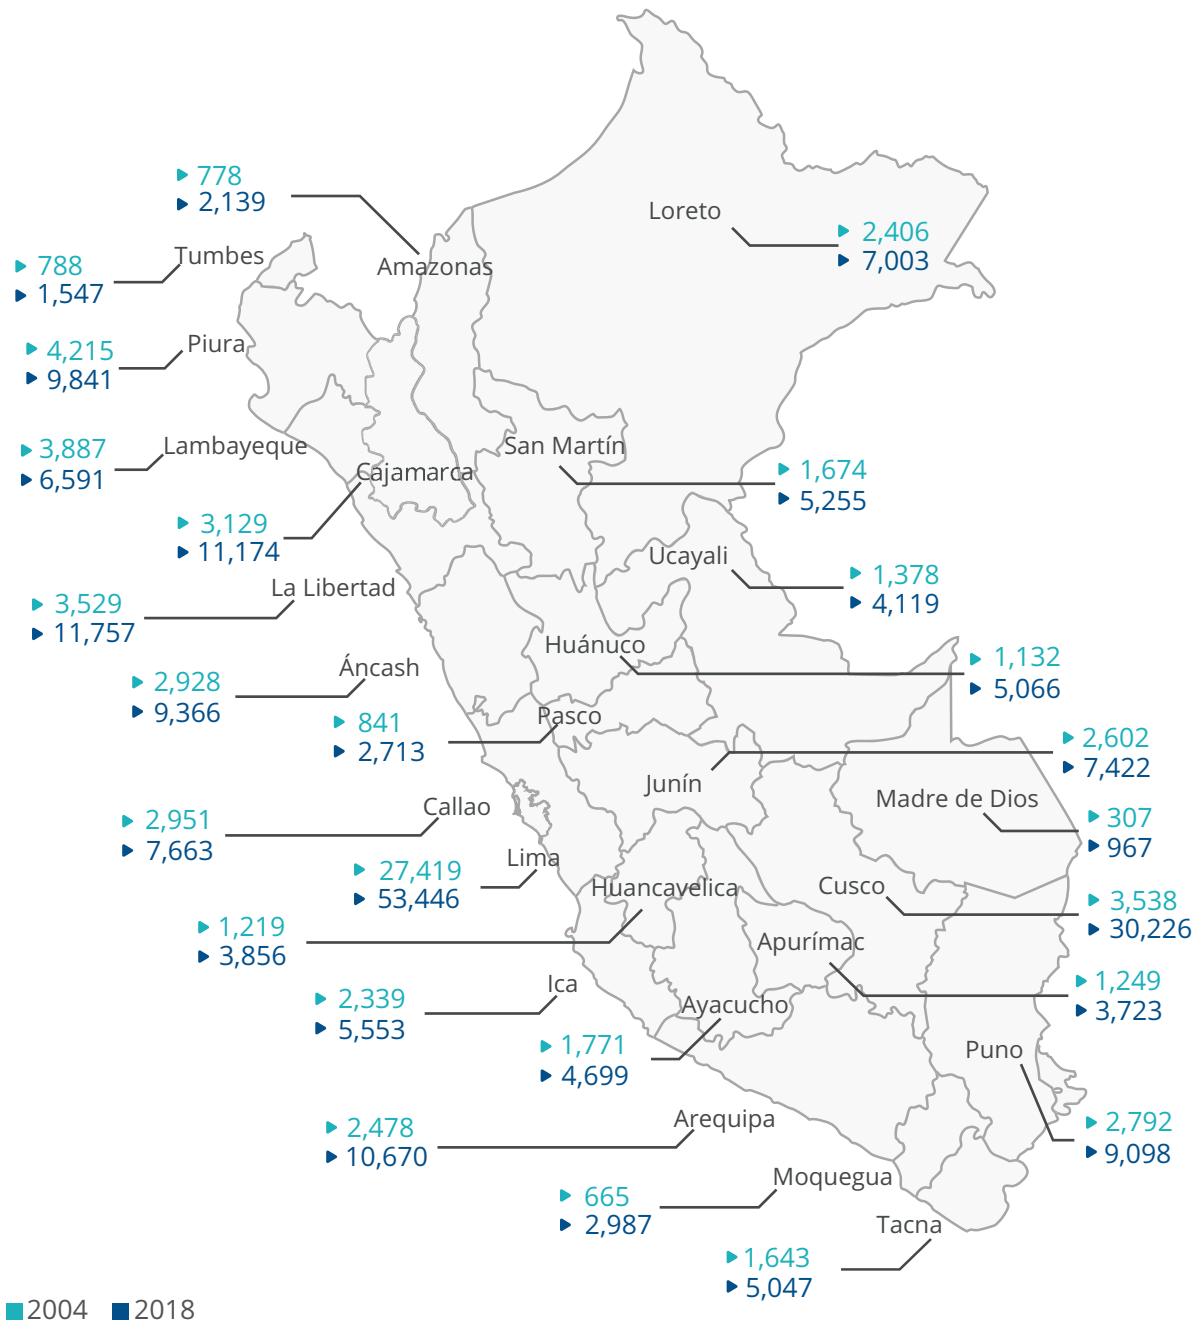 778
2,139
Amazonas
Loreto
2,406
7,003
Tumbes
788
1,547
Piura
4,215
9,841
Lambayeque
3,887
6,591
San Martín
1,674
5,255
Cajamarca
3,129
11,174
Ucayali
1,378
4,119
La Libertad
3,529
11,757
Huánuco
1,132
5,066
Áncash
2,928
9,366
Pasco
841
2,713
Junín
2,602
7,422
Madre de Dios
307
967
Callao
2,951
7,663
Lima
27,419
53,446
Huancavelica
1,219
3,856
Cusco
3,538
30,226
Apurímac
1,249
3,723
Ica
2,339
5,553
Ayacucho
1,771
4,699
Puno
2,792
9,098
Arequipa
2,478
10,670
Moquegua
665
2,987
Tacna
1,643
5,047
2004 2018